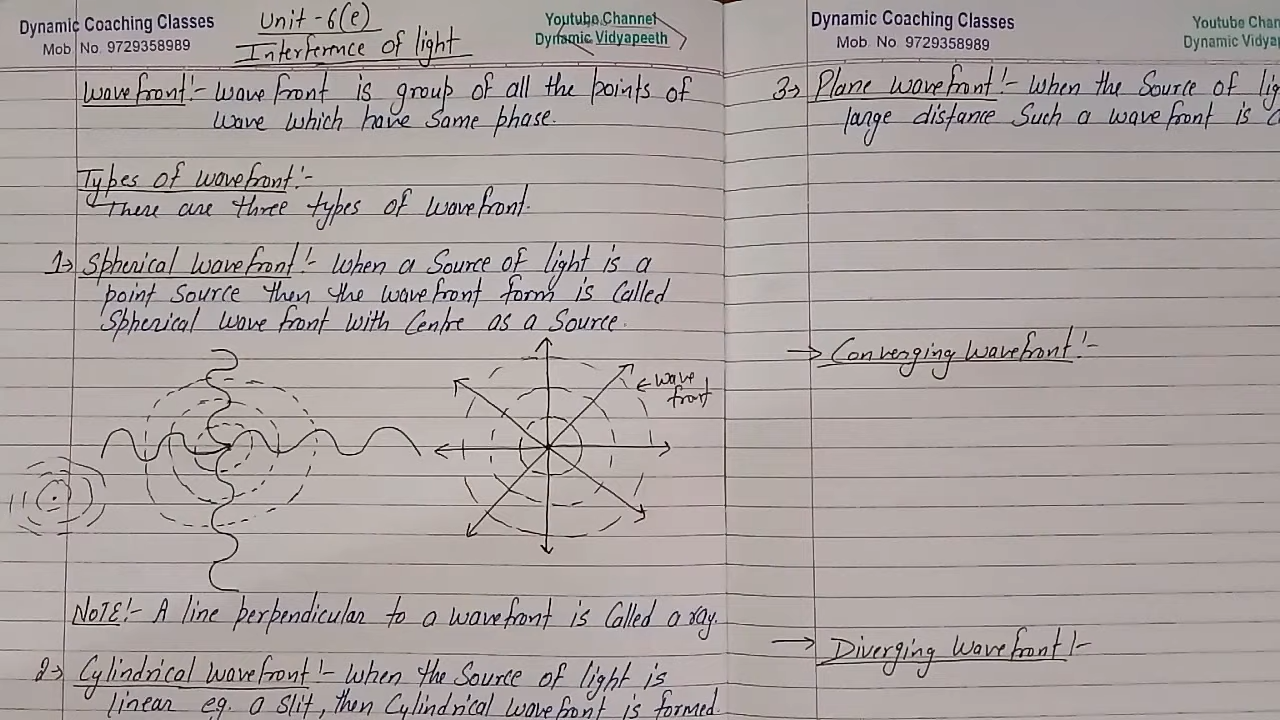 Dynamic Coaching Classes
Mob. No. 9729358989
Unit-6(e)
Interference of light
Youtube Channel
Dynamic Vidyapeeth
Wavefront:- Wave front is group of all the points of
wave which have same phase.
Types of wavefront:-
There are three types of wavefront.
1→ Spherical wavefront:- When a Source of light is a
point source then the wavefront form is Called
Spherical wave front with Centre as a Source.
← wave
front
NOTE:- A line perpendicular to a wavefront is Called a ray.
2→ Cylindrical wavefront:- When the Source of light is
linear eg. a slit, then Cylindrical wavefront is formed.
Dynamic Coaching Classes
Mob. No. 9729358989
Youtube
Dynamic
3→ Plane wavefront:- When the Source of
large distance Such a wavefront is
→ Converging Wavefront:-
→ Diverging Wavefront:-